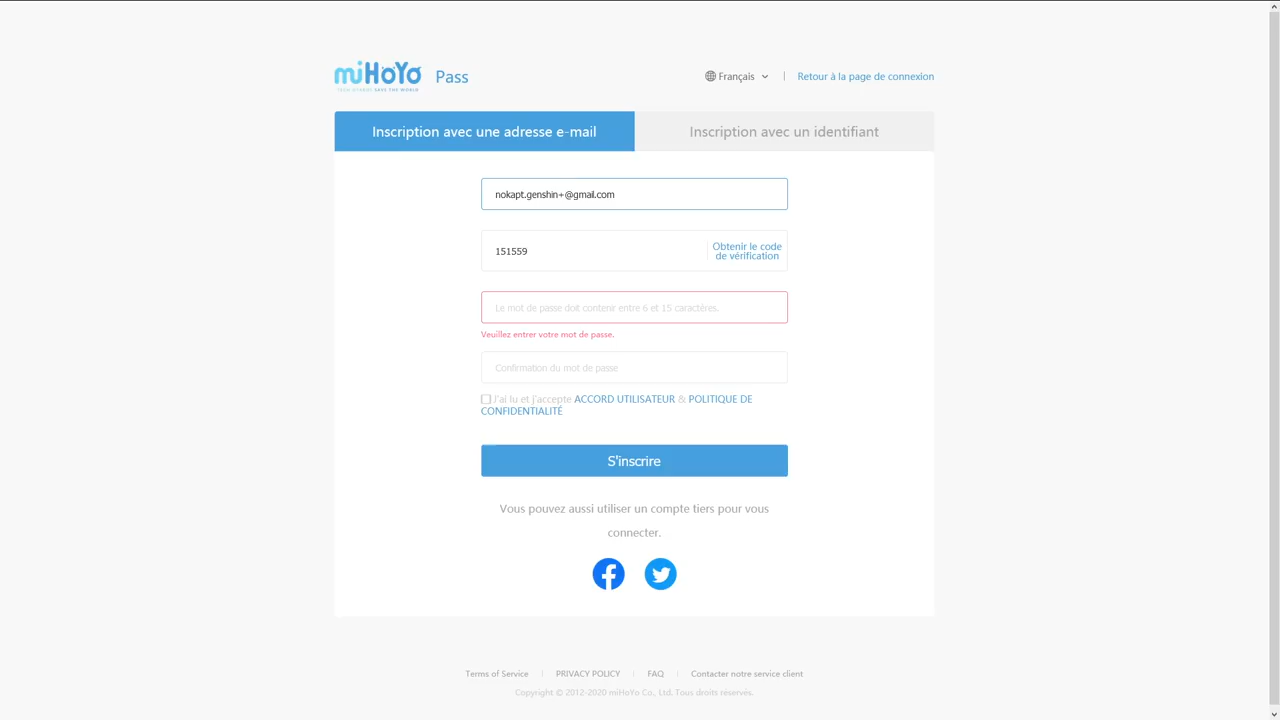 miHoYo Pass
TECH OTAKUS SAVE THE WORLD
Français | Retour à la page de connexion
Inscription avec une adresse e-mail
Inscription avec un identifiant
nokapt.genshin+@gmail.com
151559
Obtenir le code
de vérification
Le mot de passe doit contenir entre 6 et 15 caractères.
Veuillez entrer votre mot de passe.
Confirmation du mot de passe
J'ai lu et j'accepte ACCORD UTILISATEUR & POLITIQUE DE
CONFIDENTIALITÉ
S'inscrire
Vous pouvez aussi utiliser un compte tiers pour vous
connecter.
Terms of Service | PRIVACY POLICY | FAQ | Contacter notre service client
Copyright © 2012-2020 miHoYo Co., Ltd. Tous droits réservés.